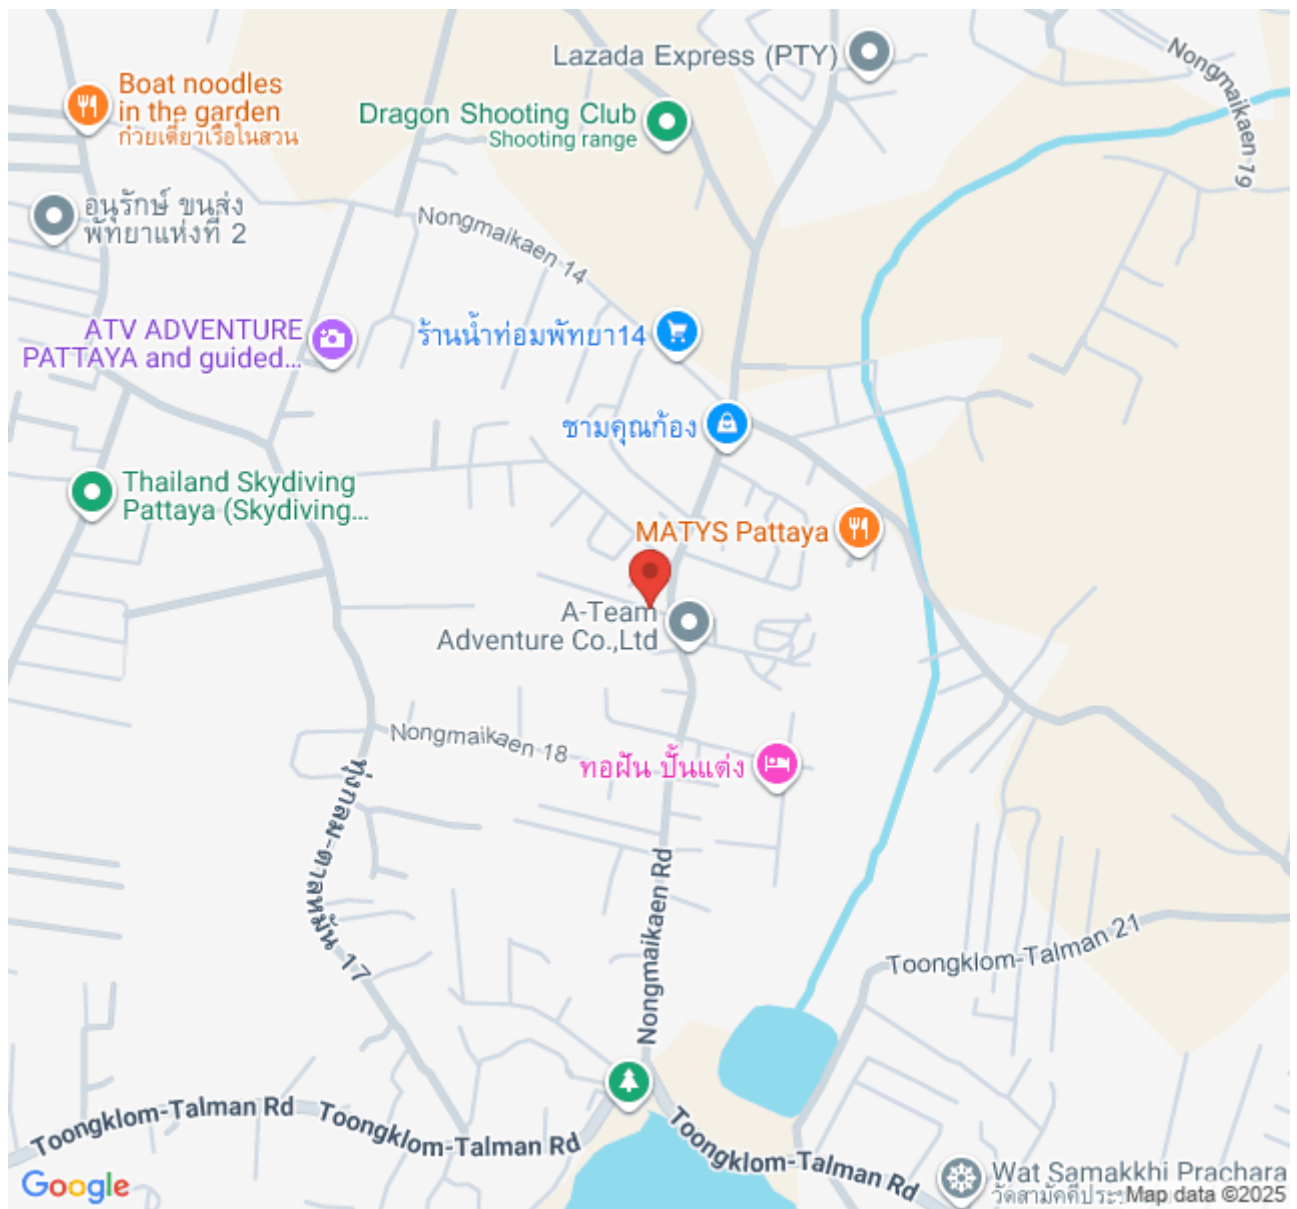 Lazada Express (PTY)
Nongmaikaen 19
Boat noodles
in the garden
ก๋วยเตี๋ยวเรือในสวน
Dragon Shooting Club
Shooting range
อนุรักษ์ ขนส่ง
พัทยาแห่งที่ 2
Nongmaikaen 14
ATV ADVENTURE
PATTAYA and guided...
ร้านน้ำท่อมพัทยา14
ชามคุณก้อง
Thailand Skydiving
Pattaya (Skydiving...
MATYS Pattaya
A-Team
Adventure Co.,Ltd
Nongmaikaen 18
ทอฝัน ปั้นแต่ง
ทุ่งกลม-ตาลหมัน 17
Nongmaikaen Rd
Toongklom-Talman 21
Toongklom-Talman Rd
Toongklom-Talman Rd
Toongklom-Talman Rd
Wat Samakkhi Prachara
Google
Map data ©2025